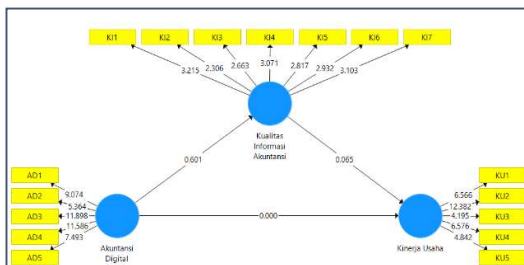 KI1 KI2 KI3 KI4 KI5 KI6 KI7
3.215 2.306 2.663 3.071 2.817 2.932 3.103
Kualitas
Informasi
Akuntansi
0.601
0.065
AD1
AD2
AD3
AD4
AD5
9.074
5.364
11.898
11.586
7.493
Akuntansi
Digital
0.000
Kinerja Usaha
6.566
12.382
4.195
6.576
4.842
KU1
KU2
KU3
KU4
KU5